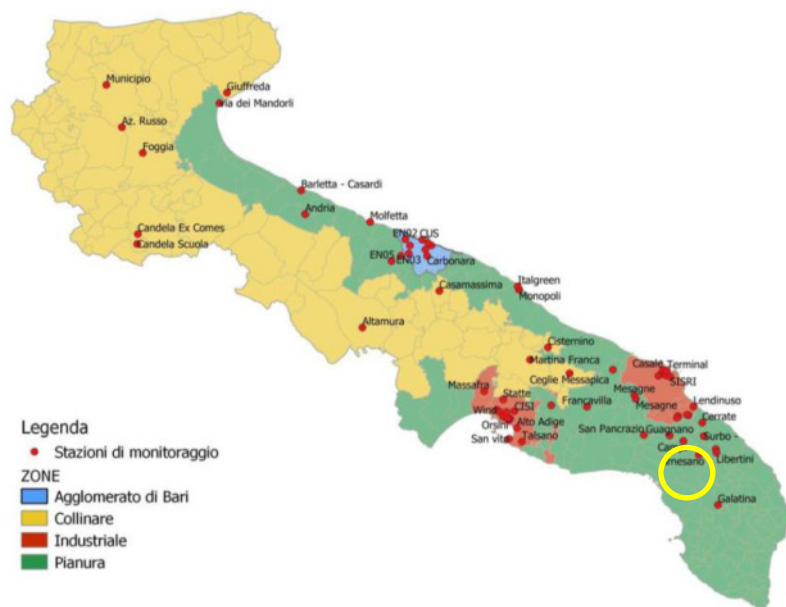 Municipio
Giuffreda
Via dei Mandorli
Az. Russo
Foggia
Barletta - Casardi
Andria
Molfetta
Candela Ex Comes
Candela Scuola
EN02 CUS
EN05
EN03
Carbonara
Casamassima
Italgreen
Monopoli
Altamura
Cisternino
Martina Franca
Casale
Terminal
SISRI
Ceglie Messapica
Massafra
Statte
Mesagne
Mesagne
Lendinuso
Wind
CISI
Francavilla
Orsini
Alto Adige
Cerrate
San vito
Talsano
San Pancrazio
Guagnano
Surbo -
Libertini
Galatina
Legenda
Stazioni di monitoraggio
ZONE
Agglomerato di Bari
Collinare
Industriale
Pianura